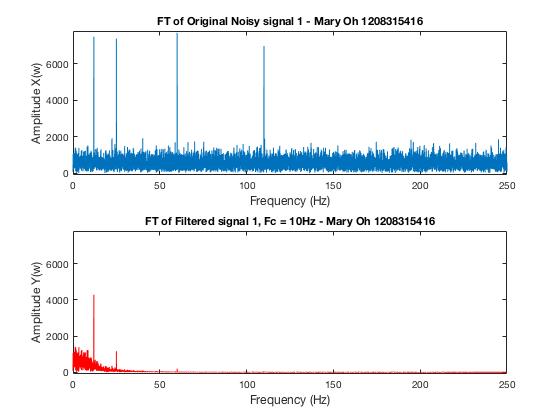 FT of Original Noisy signal 1 - Mary Oh 1208315416
Amplitude X(w)
6000
4000
2000
0
0 50 100 150 200 250
Frequency (Hz)
FT of Filtered signal 1, Fc = 10Hz - Mary Oh 1208315416
Amplitude Y(w)
6000
4000
2000
0
0 50 100 150 200 250
Frequency (Hz)